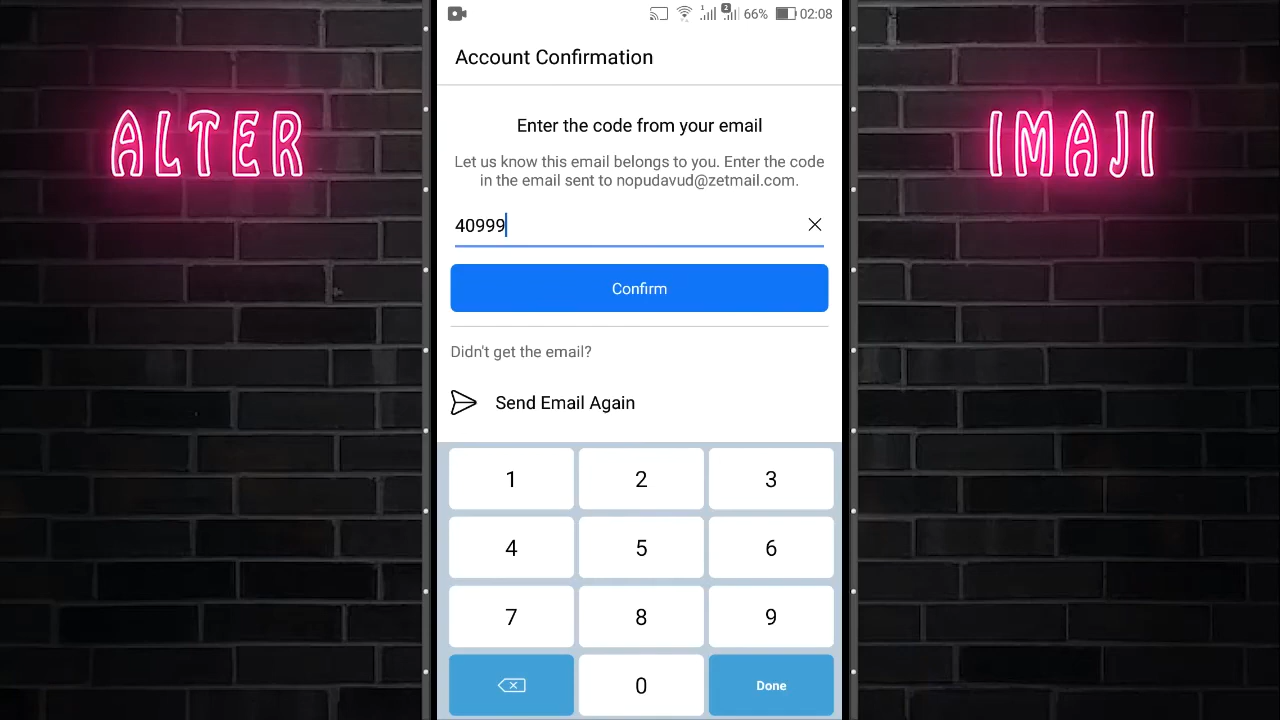 ALTER
IMAJI
1 2 66% 02:08
Account Confirmation
Enter the code from your email
Let us know this email belongs to you. Enter the code
in the email sent to nopudavud@zetmail.com.
40999
Confirm
Didn't get the email?
Send Email Again
1 2 3
4 5 6
7 8 9
0 Done